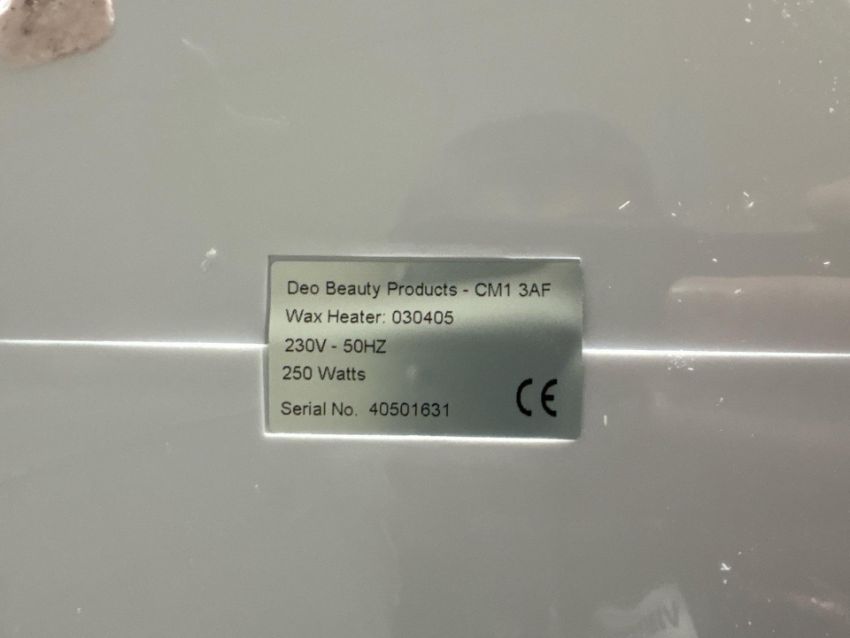 Deo Beauty Products - CM1 3AF
Wax Heater: 030405
230V - 50HZ
250 Watts
Serial No. 40501631
CE